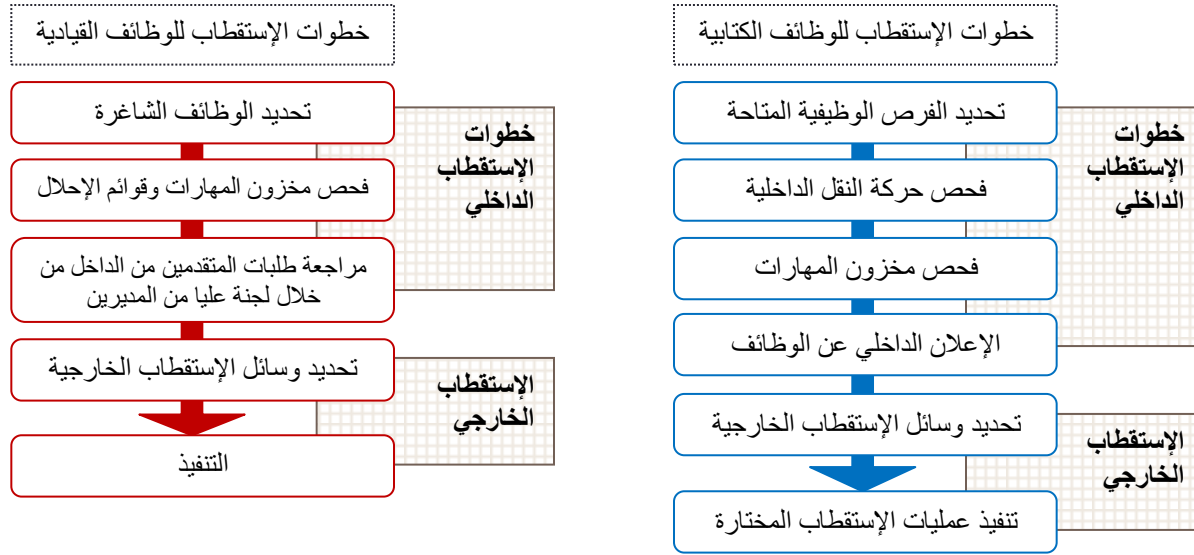 خطوات الإستقطاب للوظائف الكتابية
تحديد الفرص الوظيفية المتاحة
فحص حركة النقل الداخلية
فحص مخزون المهارات
الإعلان الداخلي عن الوظائف
خطوات
الإستقطاب
الداخلي
تحديد وسائل الإستقطاب الخارجية
تنفيذ عمليات الإستقطاب المختارة
الإستقطاب
الخارجي
خطوات الإستقطاب للوظائف القيادية
تحديد الوظائف الشاغرة
فحص مخزون المهارات وقوائم الإحلال
مراجعة طلبات المتقدمين من الداخل من
خلال لجنة عليا من المديرين
خطوات
الإستقطاب
الداخلي
تحديد وسائل الإستقطاب الخارجية
التنفيذ
الإستقطاب
الخارجي